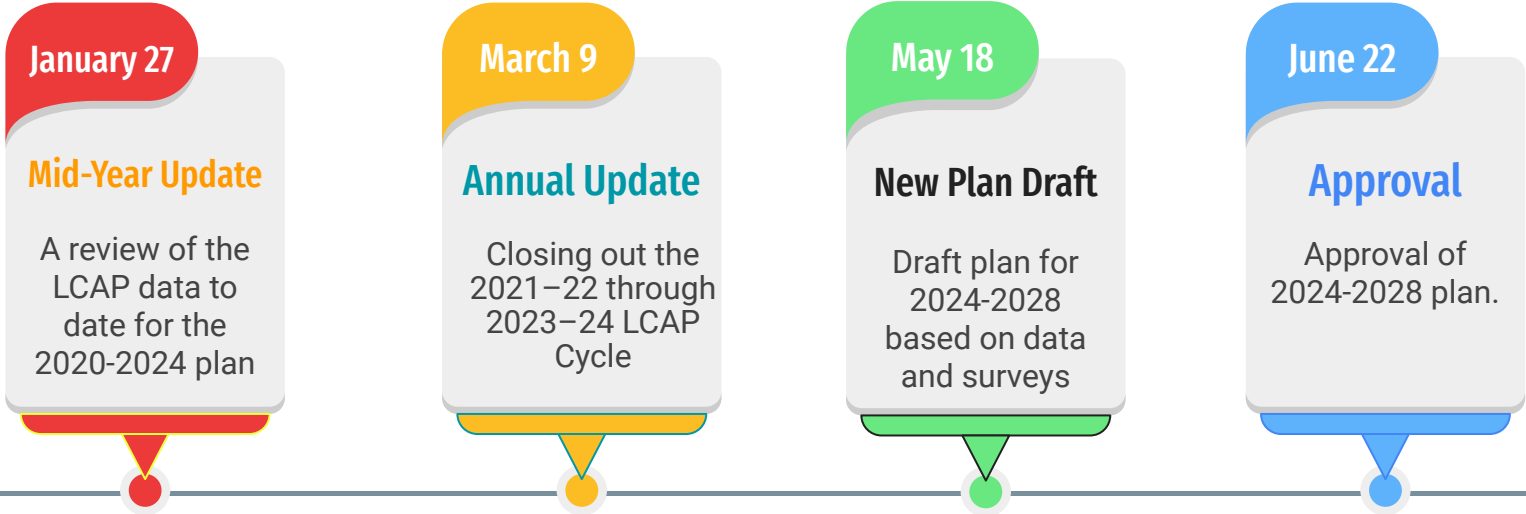 January 27
Mid-Year Update
A review of the
LCAP data to
date for the
2020-2024 plan
March 9
Annual Update
Closing out the
2021–22 through
2023–24 LCAP
Cycle
May 18
New Plan Draft
Draft plan for
2024-2028
based on data
and surveys
June 22
Approval
Approval of
2024-2028 plan.